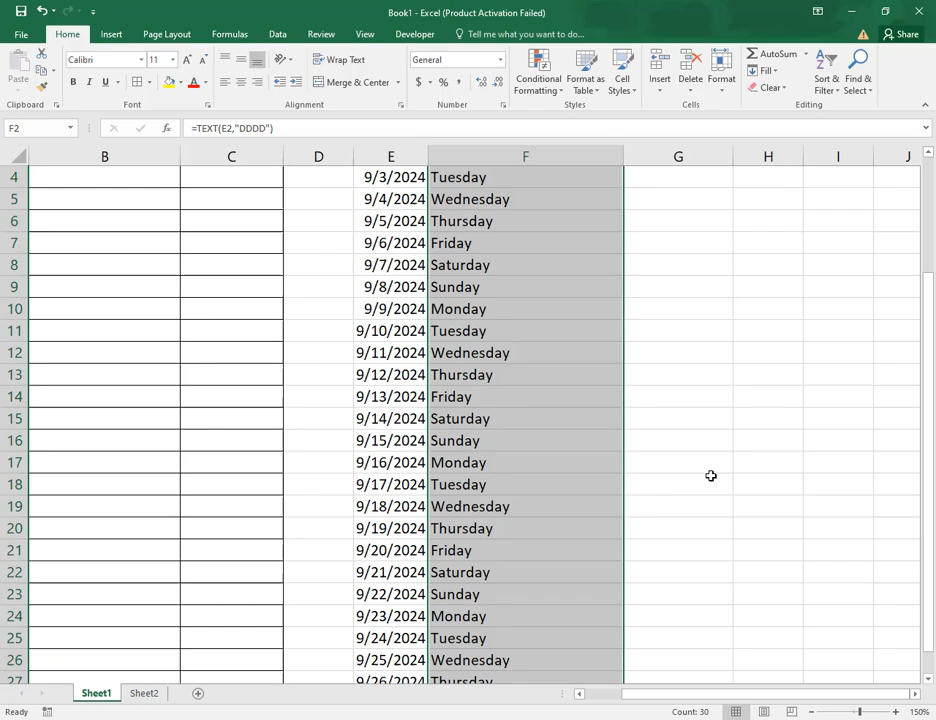 Book1 - Excel (Product Activation Failed)
File Home Insert Page Layout Formulas Data Review View Developer Tell me what you want to do... Share
Paste Calibri 11 Wrap Text General Conditional Formatting Format as Table Cell Styles Insert Delete Format AutoSum Sort & Filter Find & Select
B I U A Merge & Center $ % , Fill
Clear
Clipboard Font Alignment Number Styles Cells Editing
F2 fx =TEXT(E2,"DDDD")
B C D E F G H I J
4 9/3/2024 Tuesday
5 9/4/2024 Wednesday
6 9/5/2024 Thursday
7 9/6/2024 Friday
8 9/7/2024 Saturday
9 9/8/2024 Sunday
10 9/9/2024 Monday
11 9/10/2024 Tuesday
12 9/11/2024 Wednesday
13 9/12/2024 Thursday
14 9/13/2024 Friday
15 9/14/2024 Saturday
16 9/15/2024 Sunday
17 9/16/2024 Monday
18 9/17/2024 Tuesday
19 9/18/2024 Wednesday
20 9/19/2024 Thursday
21 9/20/2024 Friday
22 9/21/2024 Saturday
23 9/22/2024 Sunday
24 9/23/2024 Monday
25 9/24/2024 Tuesday
26 9/25/2024 Wednesday
27 9/26/2024 Thursday
Sheet1 Sheet2
Ready Count: 30 150%